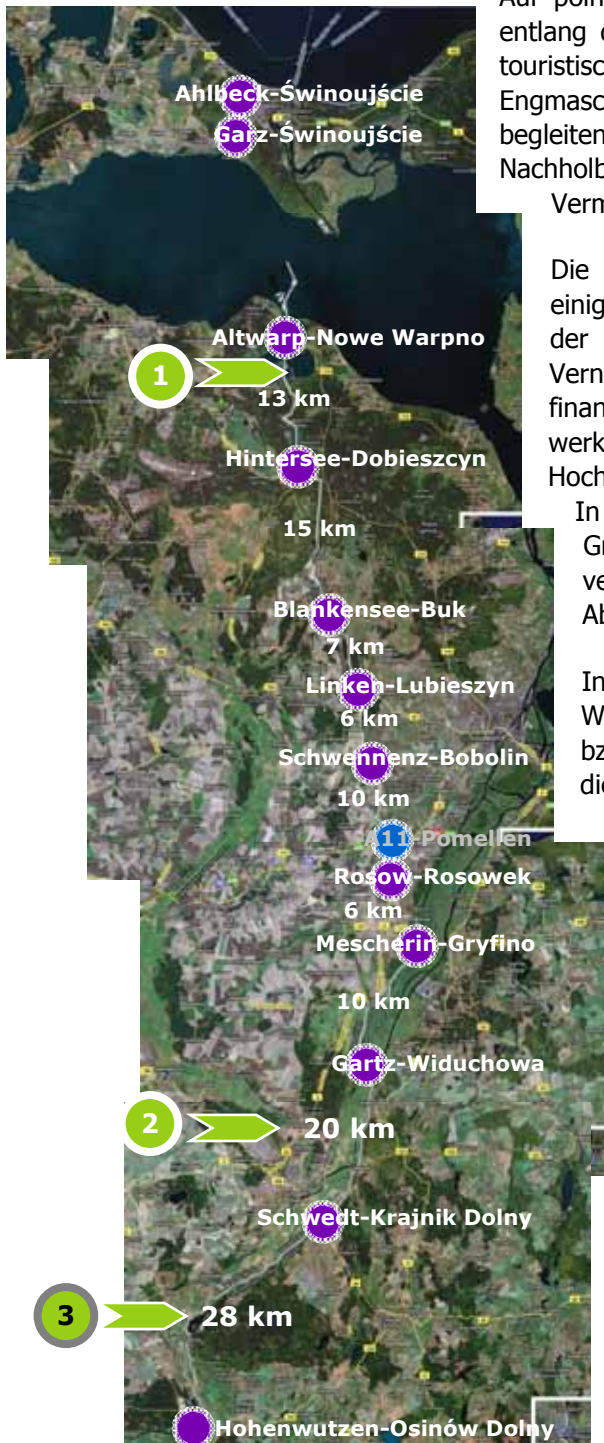 Auf poln
entlang d
touristisc
Engmasc
begleiten
Nachholb
Verm
Die
einig
der
Vern
finan
werk
Hoch
In
Gr
ve
Ab
In
W
bz
die
Ahlbeck-Świnoujście
Garz-Świnoujście
Altwarp-Nowe Warpno
1
13 km
Hintersee-Dobieszcyn
15 km
Blankensee-Buk
7 km
Linken-Lubieszyn
6 km
Schwennenz-Bobolin
10 km
A11-Pomellen
Rosow-Rosowek
6 km
Mescherin-Gryfino
10 km
Gartz-Widuchowa
2
20 km
Schwedt-Krajnik Dolny
3
28 km
Hohenwutzen-Osinów Dolny